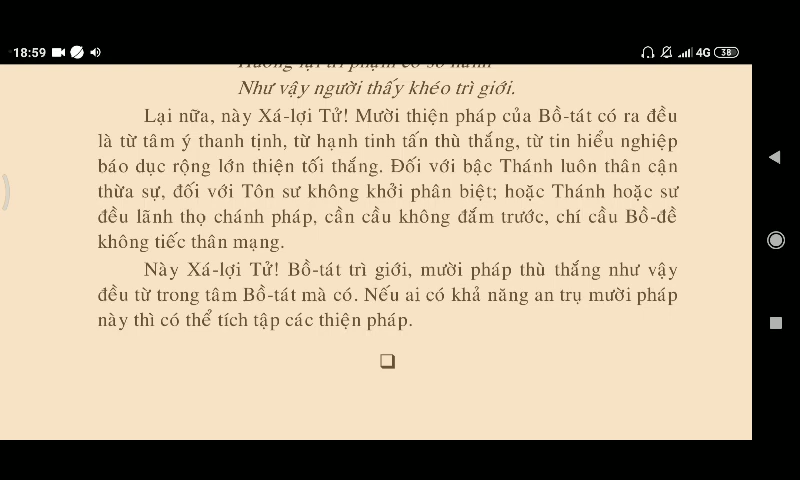 18:59
4G 38
Như vậy người thấy khéo trì giới.
Lại nữa, này Xá-lợi Tử! Mười thiện pháp của Bồ-tát có ra đều
là từ tâm ý thanh tịnh, từ hạnh tinh tấn thù thắng, từ tin hiểu nghiệp
báo dục rộng lớn thiện tối thắng. Đối với bậc Thánh luôn thân cận
thừa sự, đối với Tôn sư không khởi phân biệt; hoặc Thánh hoặc sư
đều lãnh thọ chánh pháp, cần cầu không đắm trước, chí cầu Bồ-đề
không tiếc thân mạng.
Này Xá-lợi Tử! Bồ-tát trì giới, mười pháp thù thắng như vậy
đều từ trong tâm Bồ-tát mà có. Nếu ai có khả năng an trụ mười pháp
này thì có thể tích tập các thiện pháp.